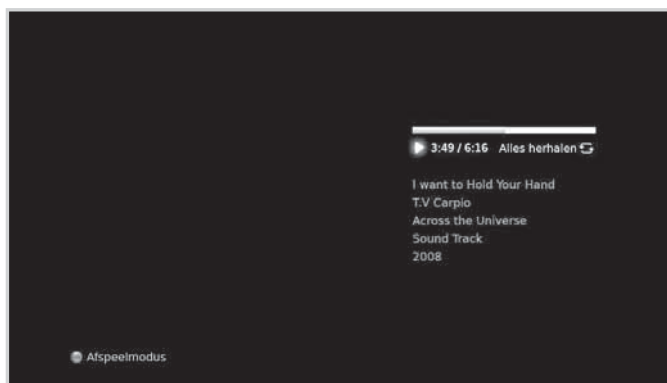 3:49 / 6:16 Alles herhalen
I want to Hold Your Hand
T.V Carpio
Across the Universe
Sound Track
2008
Afspeelmodus